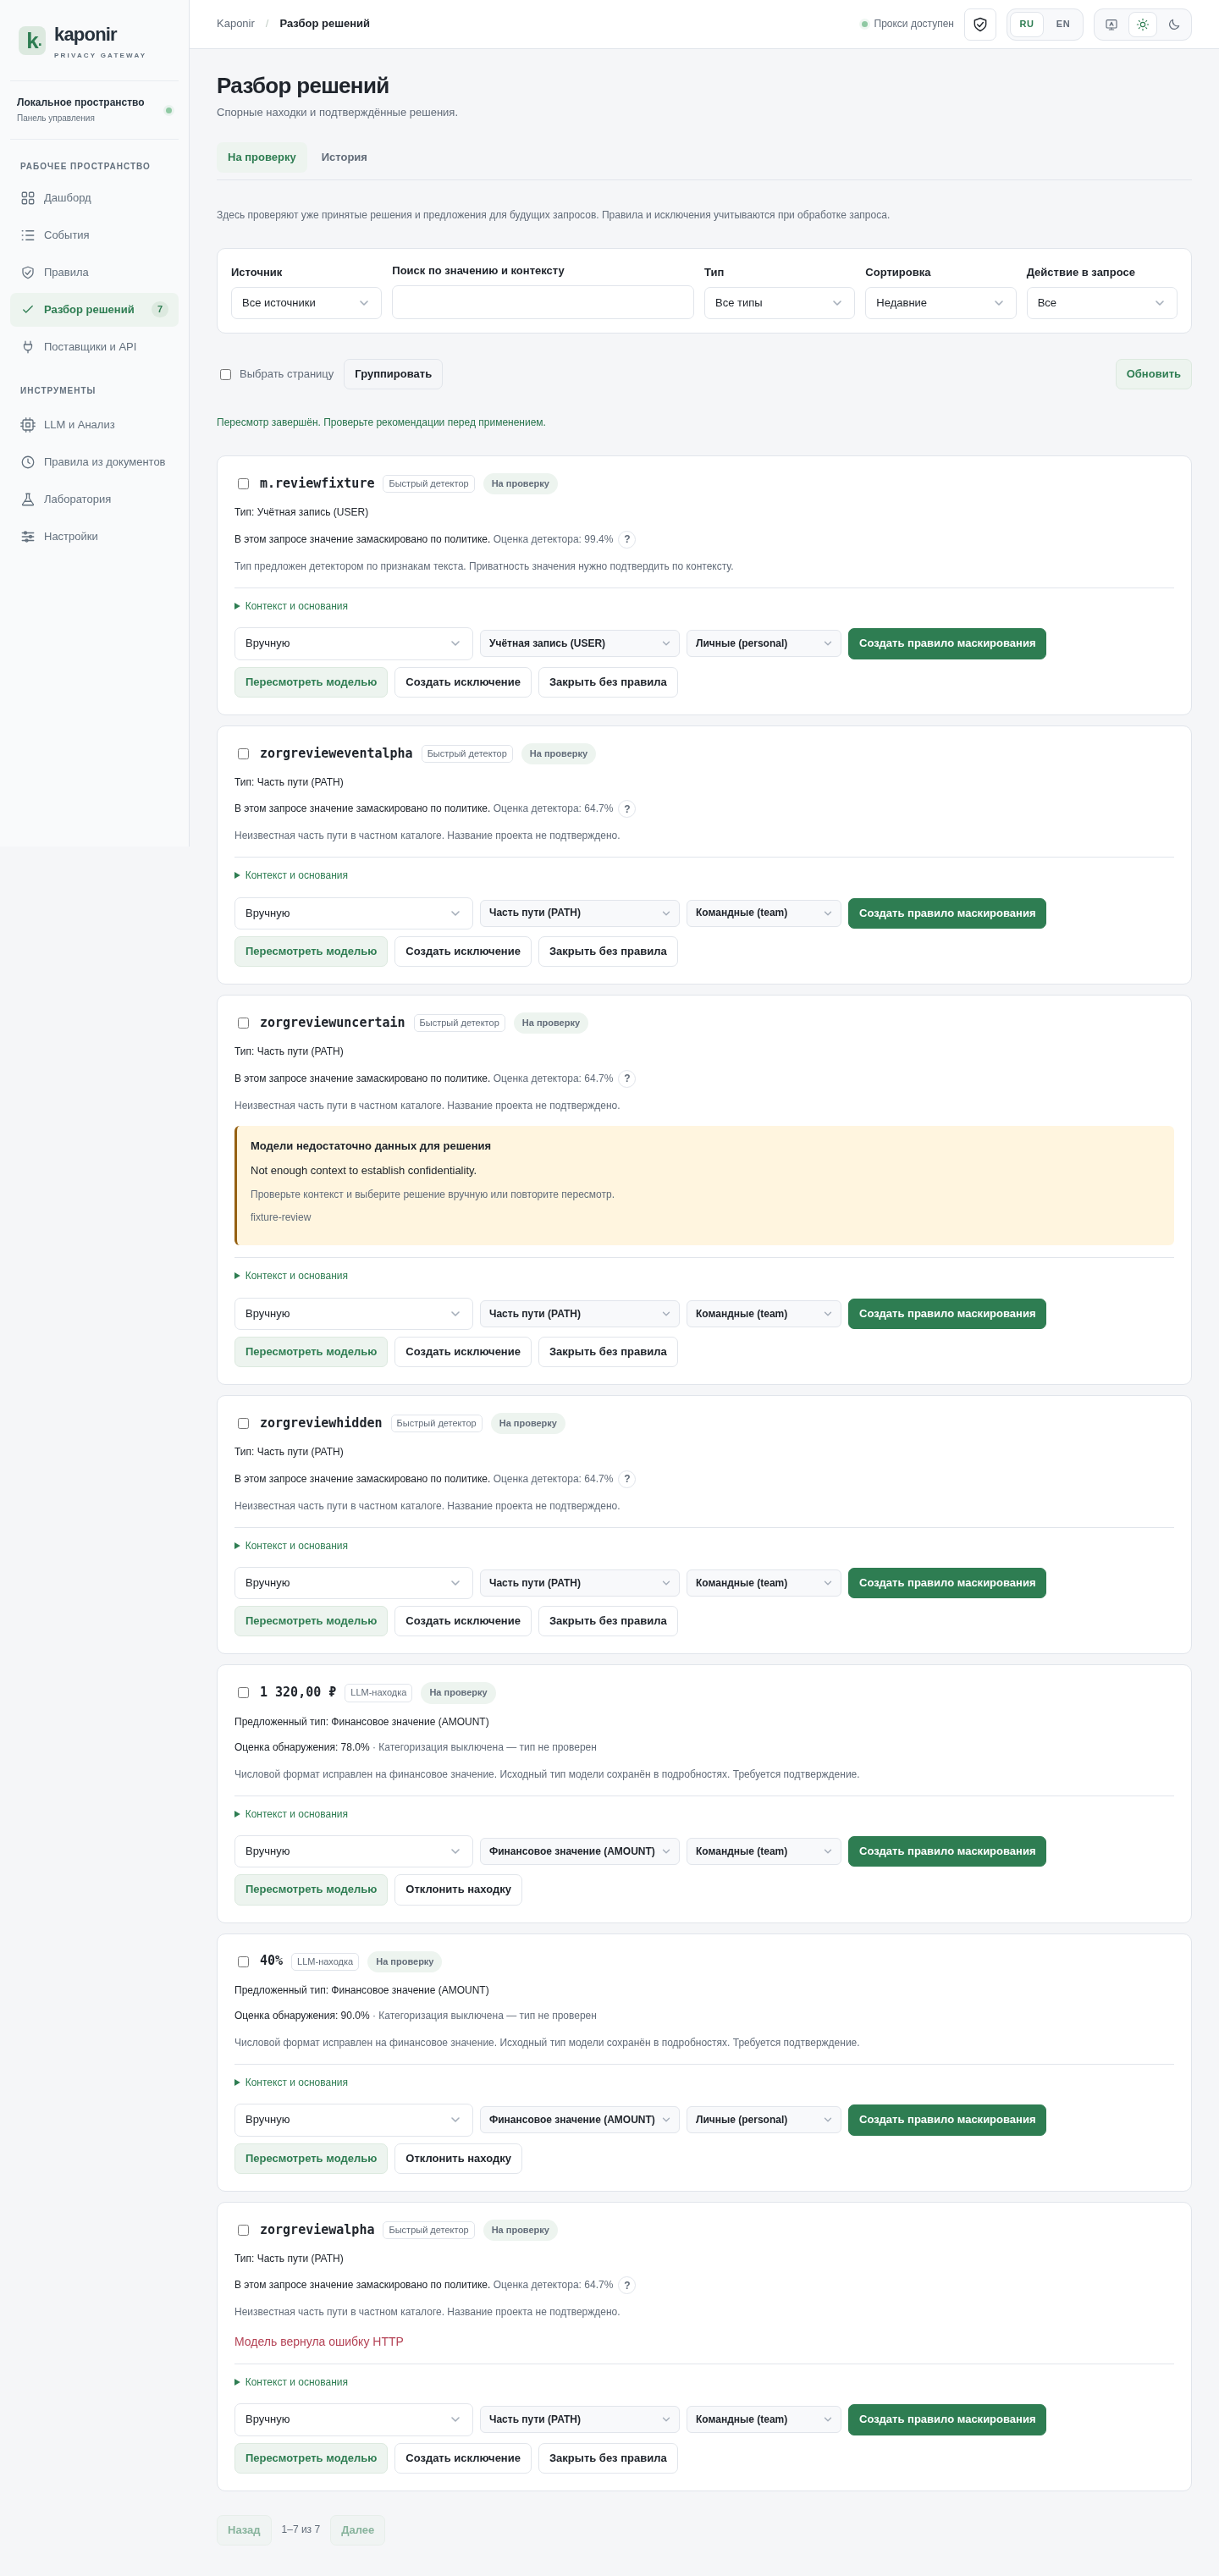 kaponir
PRIVACY GATEWAY
Локальное пространство
Панель управления
РАБОЧЕЕ ПРОСТРАНСТВО
Дашборд
События
Правила
Разбор решений 7
Поставщики и API
ИНСТРУМЕНТЫ
LLM и Анализ
Правила из документов
Лаборатория
Настройки
Kaponir / Разбор решений
Прокси доступен
RU EN
Разбор решений
Спорные находки и подтверждённые решения.
На проверку История
Здесь проверяют уже принятые решения и предложения для будущих запросов. Правила и исключения учитываются при обработке запроса.
Источник Поиск по значению и контексту Тип Сортировка Действие в запросе
Все источники Все типы Недавние Все
Выбрать страницу Группировать Обновить
Пересмотр завершён. Проверьте рекомендации перед применением.
m.reviewfixture Быстрый детектор На проверку
Тип: Учётная запись (USER)
В этом запросе значение замаскировано по политике. Оценка детектора: 99.4% ?
Тип предложен детектором по признакам текста. Приватность значения нужно подтвердить по контексту.
Контекст и основания
Вручную Учётная запись (USER) Личные (personal) Создать правило маскирования
Пересмотреть моделью Создать исключение Закрыть без правила
zorgrevieweventalpha Быстрый детектор На проверку
Тип: Часть пути (PATH)
В этом запросе значение замаскировано по политике. Оценка детектора: 64.7% ?
Неизвестная часть пути в частном каталоге. Название проекта не подтверждено.
Контекст и основания
Вручную Часть пути (PATH) Командные (team) Создать правило маскирования
Пересмотреть моделью Создать исключение Закрыть без правила
zorgreviewuncertain Быстрый детектор На проверку
Тип: Часть пути (PATH)
В этом запросе значение замаскировано по политике. Оценка детектора: 64.7% ?
Неизвестная часть пути в частном каталоге. Название проекта не подтверждено.
Модели недостаточно данных для решения
Not enough context to establish confidentiality.
Проверьте контекст и выберите решение вручную или повторите пересмотр.
fixture-review
Контекст и основания
Вручную Часть пути (PATH) Командные (team) Создать правило маскирования
Пересмотреть моделью Создать исключение Закрыть без правила
zorgreviewhidden Быстрый детектор На проверку
Тип: Часть пути (PATH)
В этом запросе значение замаскировано по политике. Оценка детектора: 64.7% ?
Неизвестная часть пути в частном каталоге. Название проекта не подтверждено.
Контекст и основания
Вручную Часть пути (PATH) Командные (team) Создать правило маскирования
Пересмотреть моделью Создать исключение Закрыть без правила
1 320,00 ₽ LLM-находка На проверку
Предложенный тип: Финансовое значение (AMOUNT)
Оценка обнаружения: 78.0% · Категоризация выключена — тип не проверен
Числовой формат исправлен на финансовое значение. Исходный тип модели сохранён в подробностях. Требуется подтверждение.
Контекст и основания
Вручную Финансовое значение (AMOUNT) Командные (team) Создать правило маскирования
Пересмотреть моделью Отклонить находку
40% LLM-находка На проверку
Предложенный тип: Финансовое значение (AMOUNT)
Оценка обнаружения: 90.0% · Категоризация выключена — тип не проверен
Числовой формат исправлен на финансовое значение. Исходный тип модели сохранён в подробностях. Требуется подтверждение.
Контекст и основания
Вручную Финансовое значение (AMOUNT) Личные (personal) Создать правило маскирования
Пересмотреть моделью Отклонить находку
zorgreviewalpha Быстрый детектор На проверку
Тип: Часть пути (PATH)
В этом запросе значение замаскировано по политике. Оценка детектора: 64.7% ?
Неизвестная часть пути в частном каталоге. Название проекта не подтверждено.
Модель вернула ошибку HTTP
Контекст и основания
Вручную Часть пути (PATH) Командные (team) Создать правило маскирования
Пересмотреть моделью Создать исключение Закрыть без правила
Назад 1–7 из 7 Далее